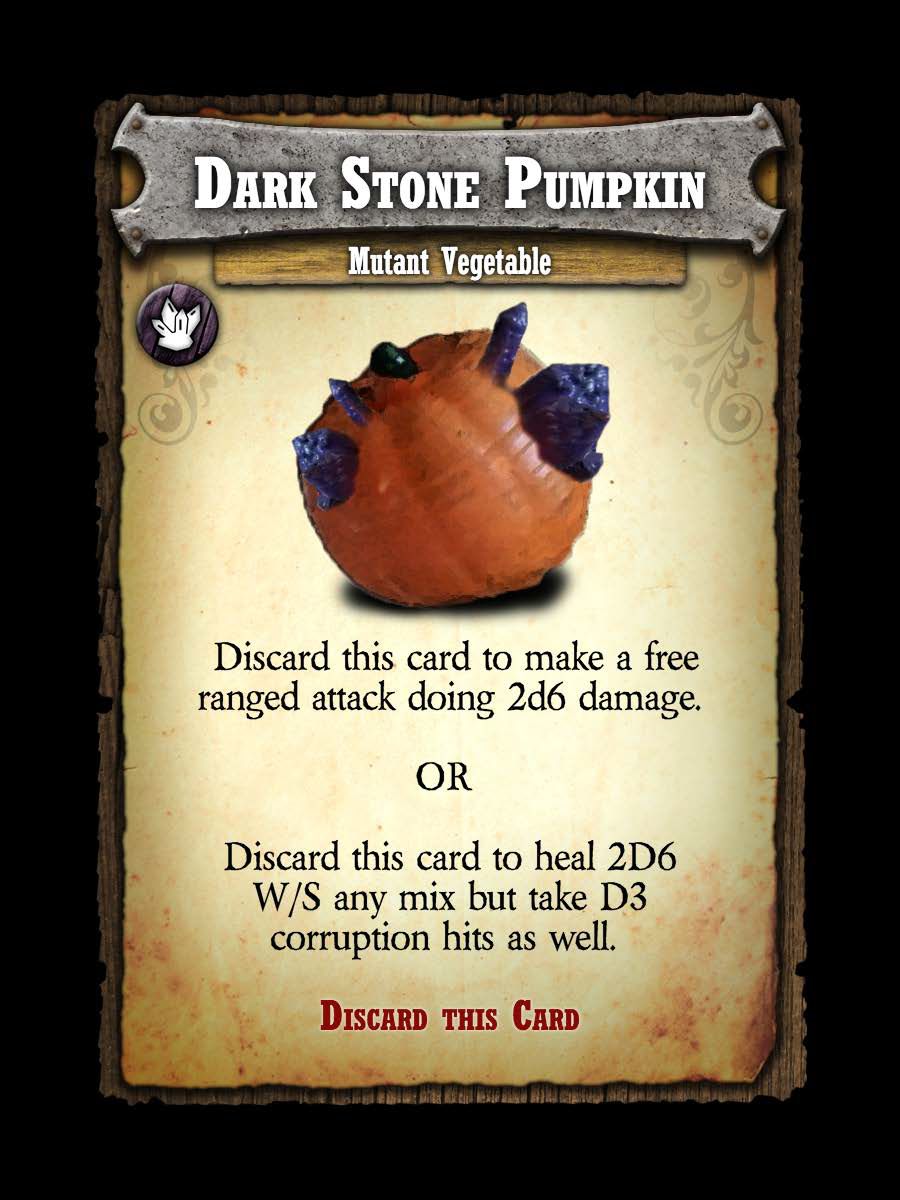 Dark Stone Pumpkin
Mutant Vegetable
Discard this card to make a free
ranged attack doing 2d6 damage.
OR
Discard this card to heal 2D6
W/S any mix but take D3
corruption hits as well.
Discard this Card